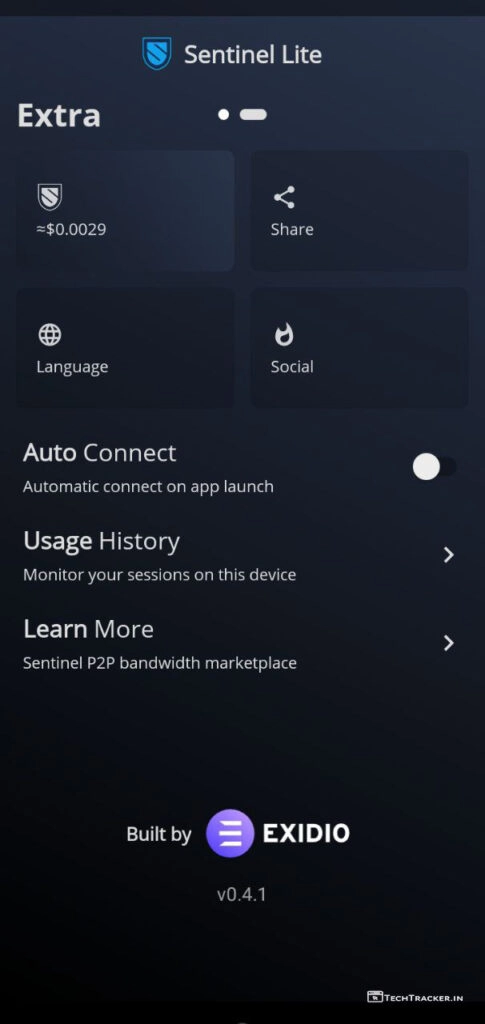 Sentinel Lite
Extra
≈$0.0029
Share
Language
Social
Auto Connect
Automatic connect on app launch
Usage History
Monitor your sessions on this device
Learn More
Sentinel P2P bandwidth marketplace
Built by EXIDIO
v0.4.1
TECHTRACKER.IN